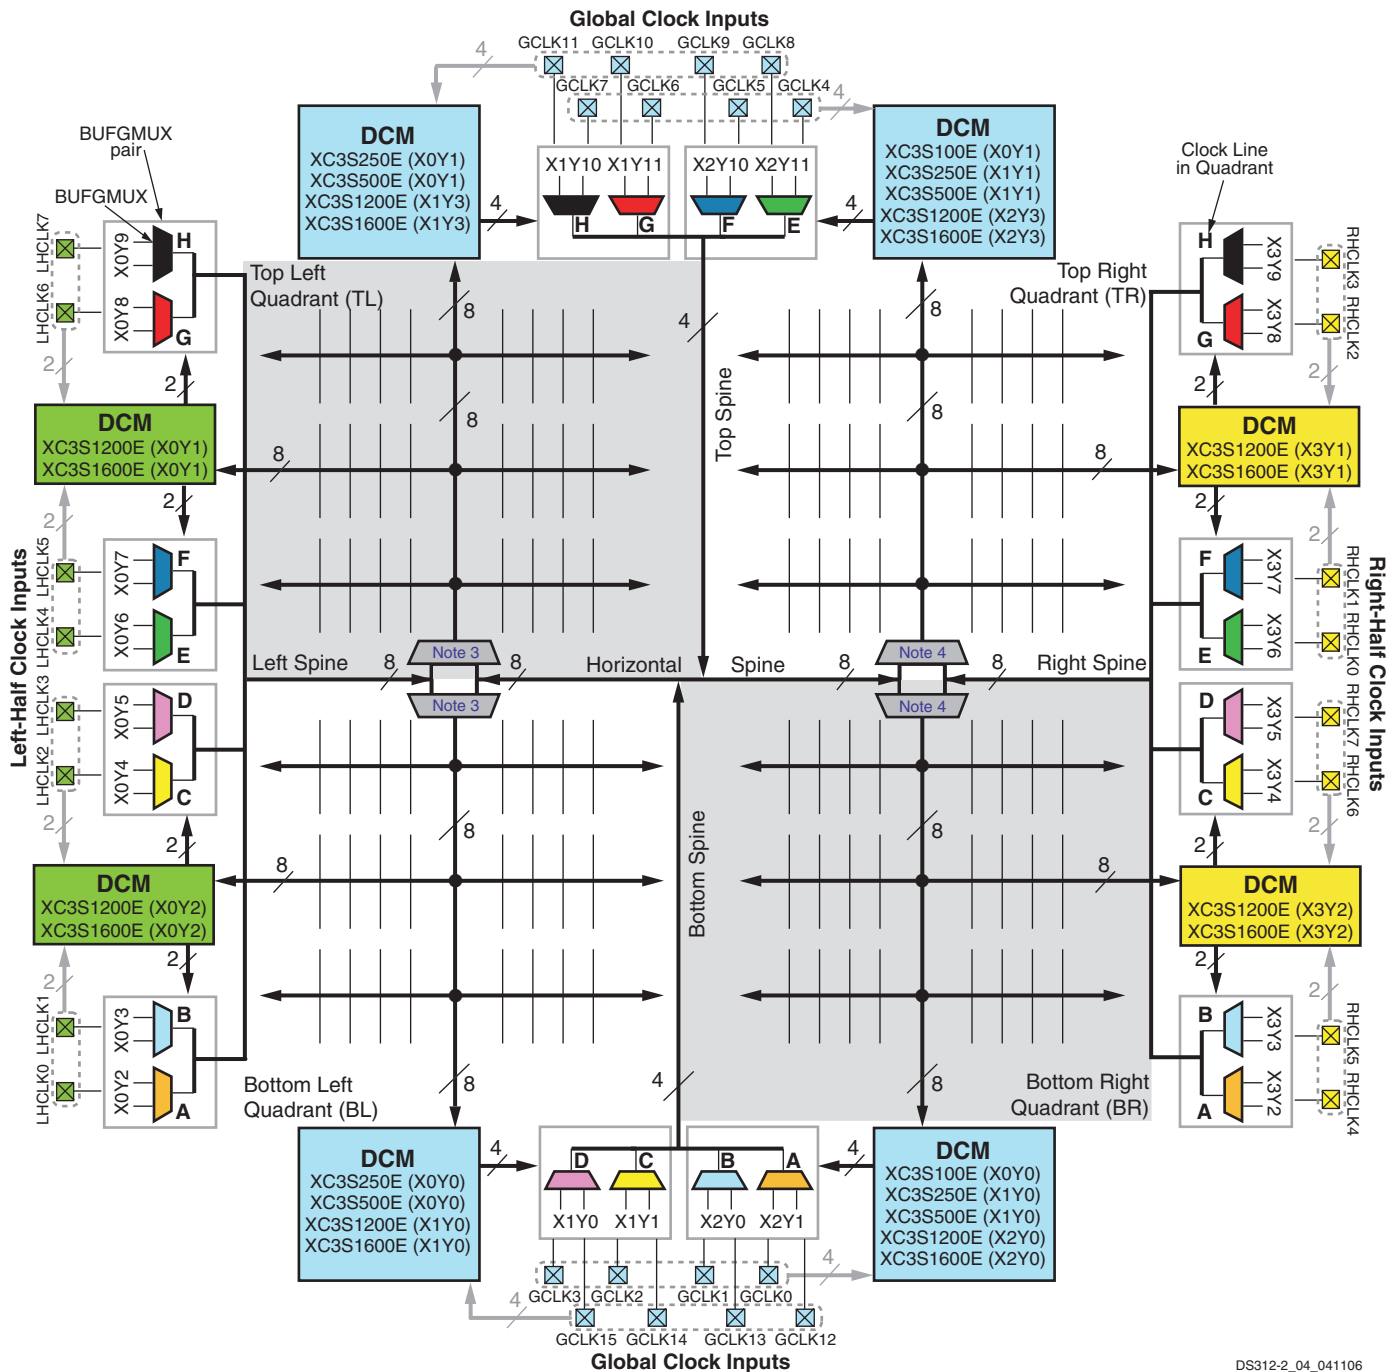 Global Clock Inputs
GCLK11 GCLK10 GCLK9 GCLK8
4
GCLK7 GCLK6 GCLK5 GCLK4
4
DCM
XC3S250E (X0Y1)
XC3S500E (X0Y1)
XC3S1200E (X1Y3)
XC3S1600E (X1Y3)
4
X1Y10 X1Y11
H G
X2Y10 X2Y11
F E
4
DCM
XC3S100E (X0Y1)
XC3S250E (X1Y1)
XC3S500E (X1Y1)
XC3S1200E (X2Y3)
XC3S1600E (X2Y3)
BUFGMUX
pair
BUFGMUX
Clock Line
in Quadrant
LHCLK7
LHCLK6
X0Y9
H
X0Y8
G
2
2
DCM
XC3S1200E (X0Y1)
XC3S1600E (X0Y1)
8
2
2
LHCLK5
LHCLK4
X0Y7
F
X0Y6
E
Left-Half Clock Inputs
LHCLK3
LHCLK2
X0Y5
D
X0Y4
C
2
2
DCM
XC3S1200E (X0Y2)
XC3S1600E (X0Y2)
8
2
2
LHCLK1
LHCLK0
X0Y3
B
X0Y2
A
Top Left
Quadrant (TL)
8
8
4
Top Spine
Top Right
Quadrant (TR)
8
8
Left Spine
8
Note 3
Note 3
8
Horizontal Spine
8
Note 4
Note 4
8
Right Spine
8
8
Bottom Spine
4
8
8
Bottom Left
Quadrant (BL)
Bottom Right
Quadrant (BR)
H
X3Y9
G
X3Y8
RHCLK3
RHCLK2
2
2
DCM
XC3S1200E (X3Y1)
XC3S1600E (X3Y1)
8
2
2
F
X3Y7
E
X3Y6
RHCLK1
RHCLK0
Right-Half Clock Inputs
D
X3Y5
C
X3Y4
RHCLK7
RHCLK6
2
2
DCM
XC3S1200E (X3Y2)
XC3S1600E (X3Y2)
8
2
2
B
X3Y3
A
X3Y2
RHCLK5
RHCLK4
DCM
XC3S250E (X0Y0)
XC3S500E (X0Y0)
XC3S1200E (X1Y0)
XC3S1600E (X1Y0)
4
D C
X1Y0 X1Y1
B A
X2Y0 X2Y1
4
DCM
XC3S100E (X0Y0)
XC3S250E (X1Y0)
XC3S500E (X1Y0)
XC3S1200E (X2Y0)
XC3S1600E (X2Y0)
4
GCLK3 GCLK2 GCLK1 GCLK0
4
GCLK15 GCLK14 GCLK13 GCLK12
Global Clock Inputs
DS312-2_04_041106